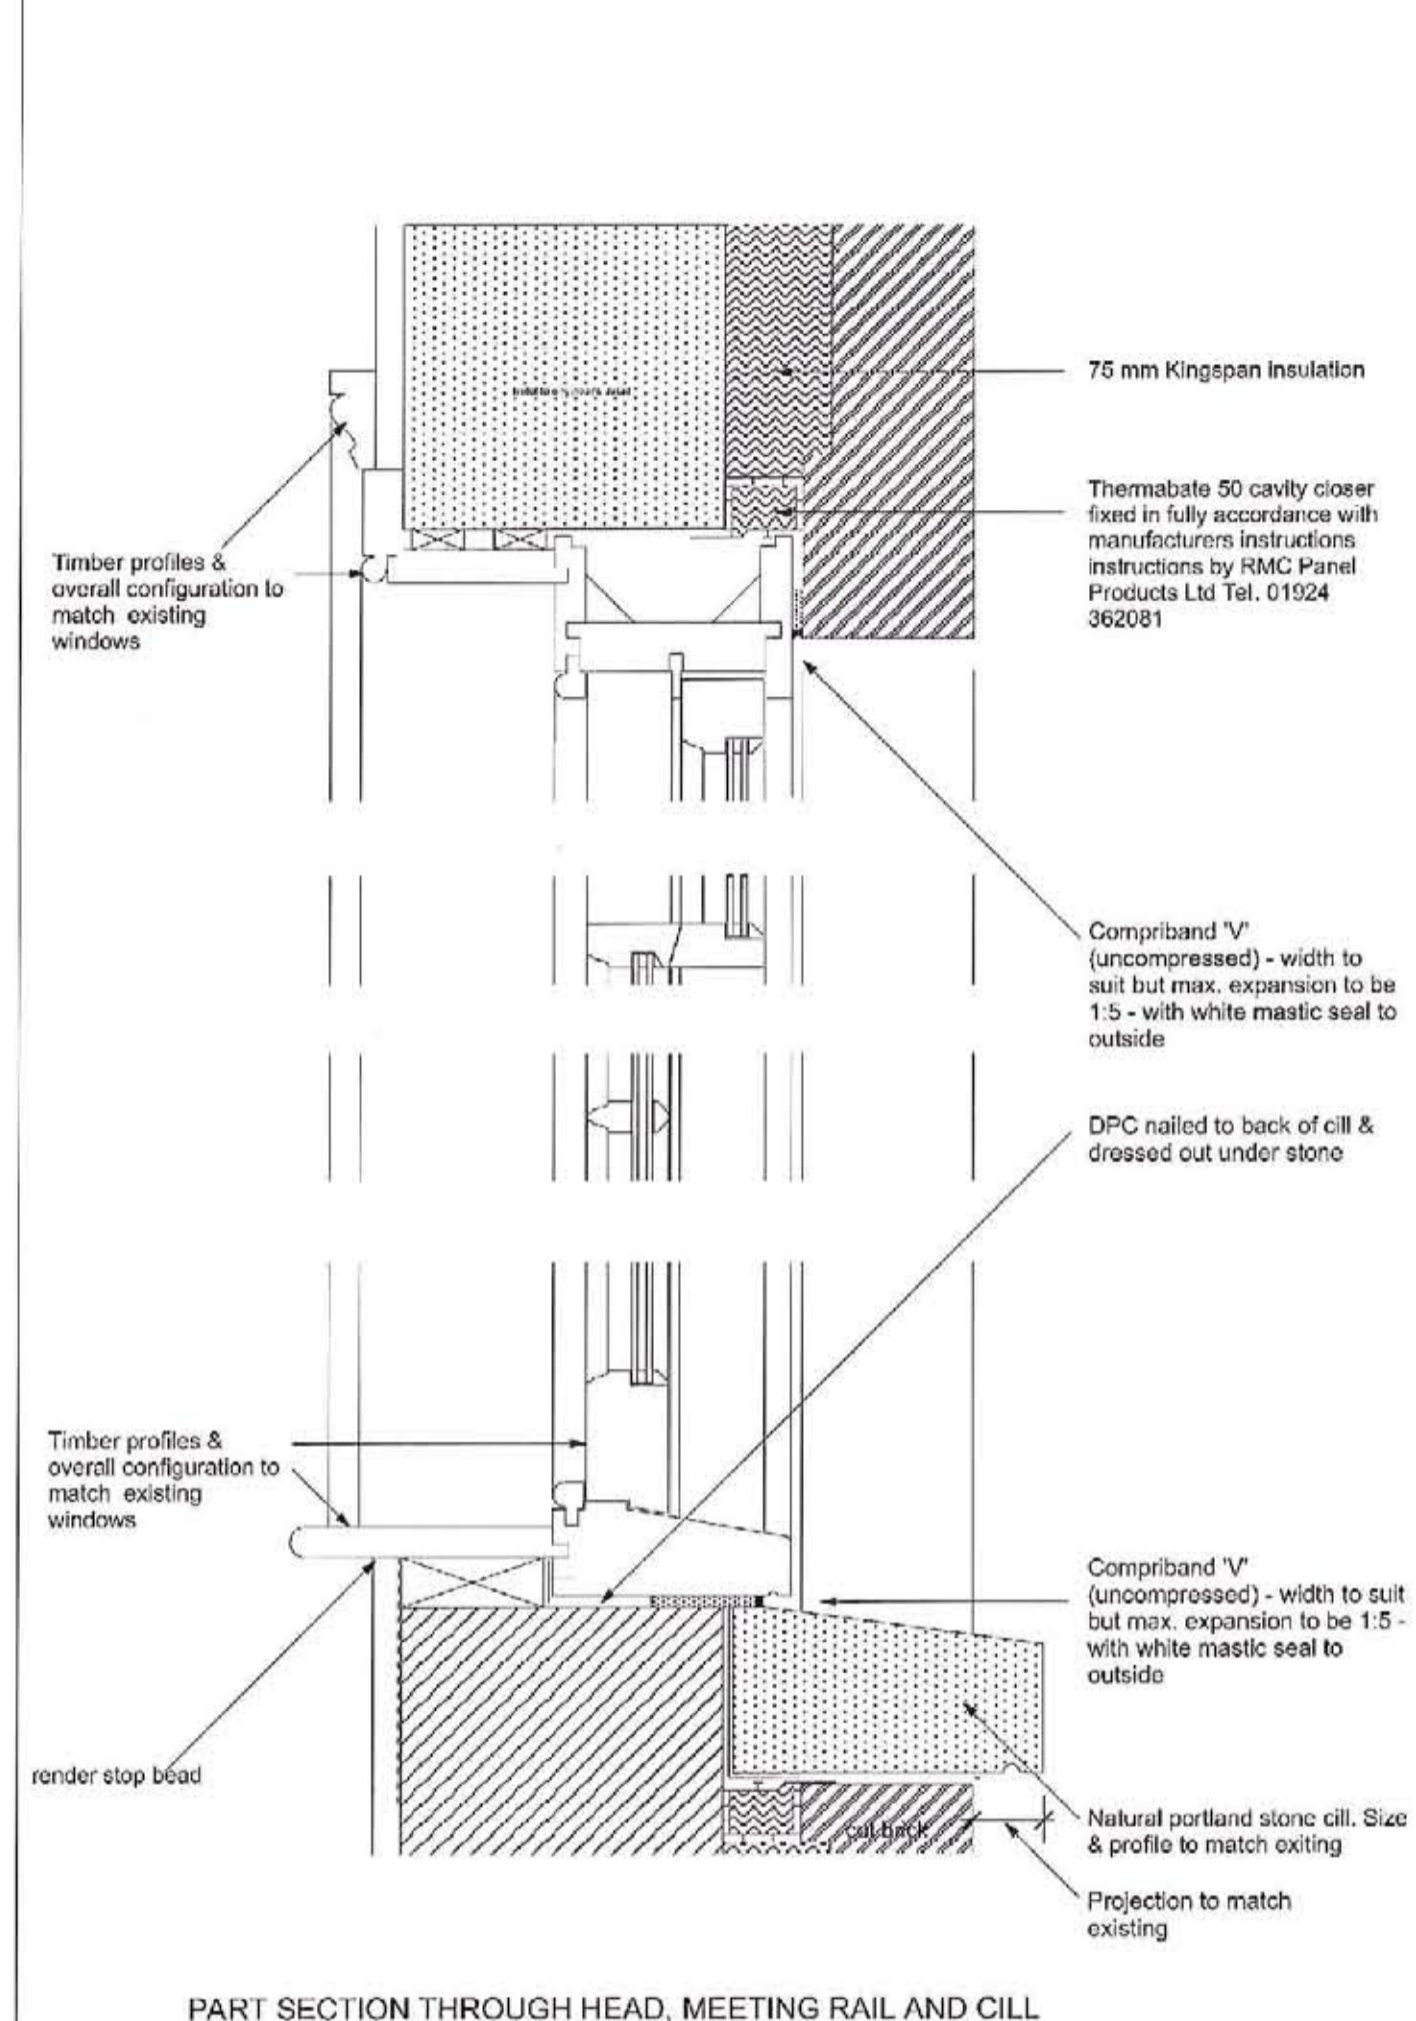 75 mm Kingspan insulation
Thermabate 50 cavity closer
fixed in fully accordance with
manufacturers instructions
instructions by RMC Panel
Products Ltd Tel. 01924
362081
Timber profiles &
overall configuration to
match existing
windows
Compriband 'V'
(uncompressed) - width to
suit but max. expansion to be
1:5 - with white mastic seal to
outside
DPC nailed to back of cill &
dressed out under stone
Timber profiles &
overall configuration to
match existing
windows
Compriband 'V'
(uncompressed) - width to suit
but max. expansion to be 1:5 -
with white mastic seal to
outside
render stop bead
cut brick
Natural portland stone cill. Size
& profile to match exiting
Projection to match
existing
PART SECTION THROUGH HEAD, MEETING RAIL AND CILL